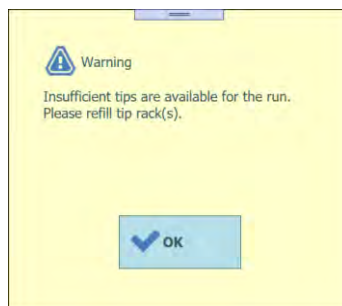 Warning
Insufficient tips are available for the run.
Please refill tip rack(s).
OK